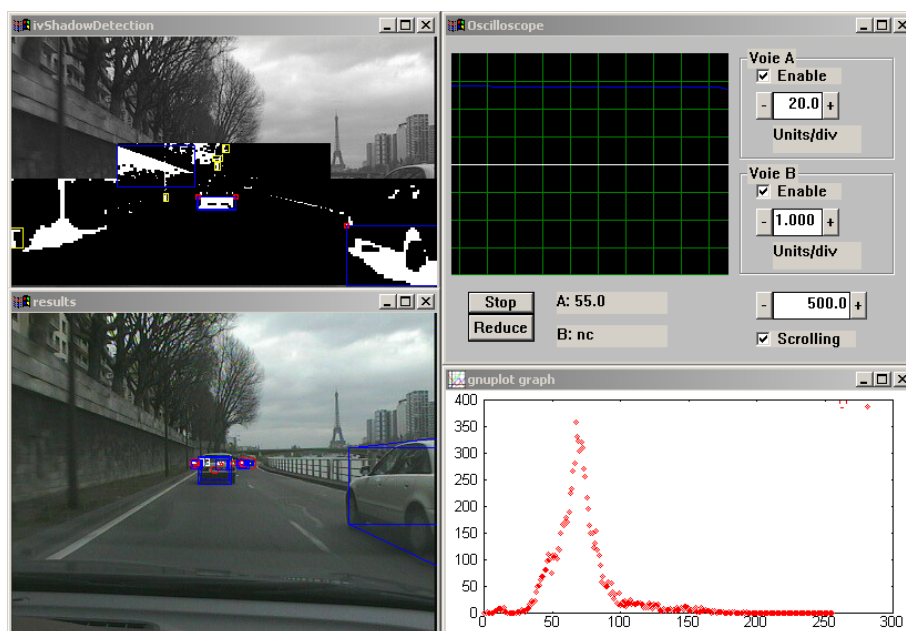 ivShadowDetection
Oscilloscope
Voie A
Enable
- 20.0 +
Units/div
Voie B
Enable
- 1.000 +
Units/div
Stop
A: 55.0
- 500.0 +
Reduce
B: nc
Scrolling
results
gnuplot graph
400
350
300
250
200
150
100
50
0
0 50 100 150 200 250 300